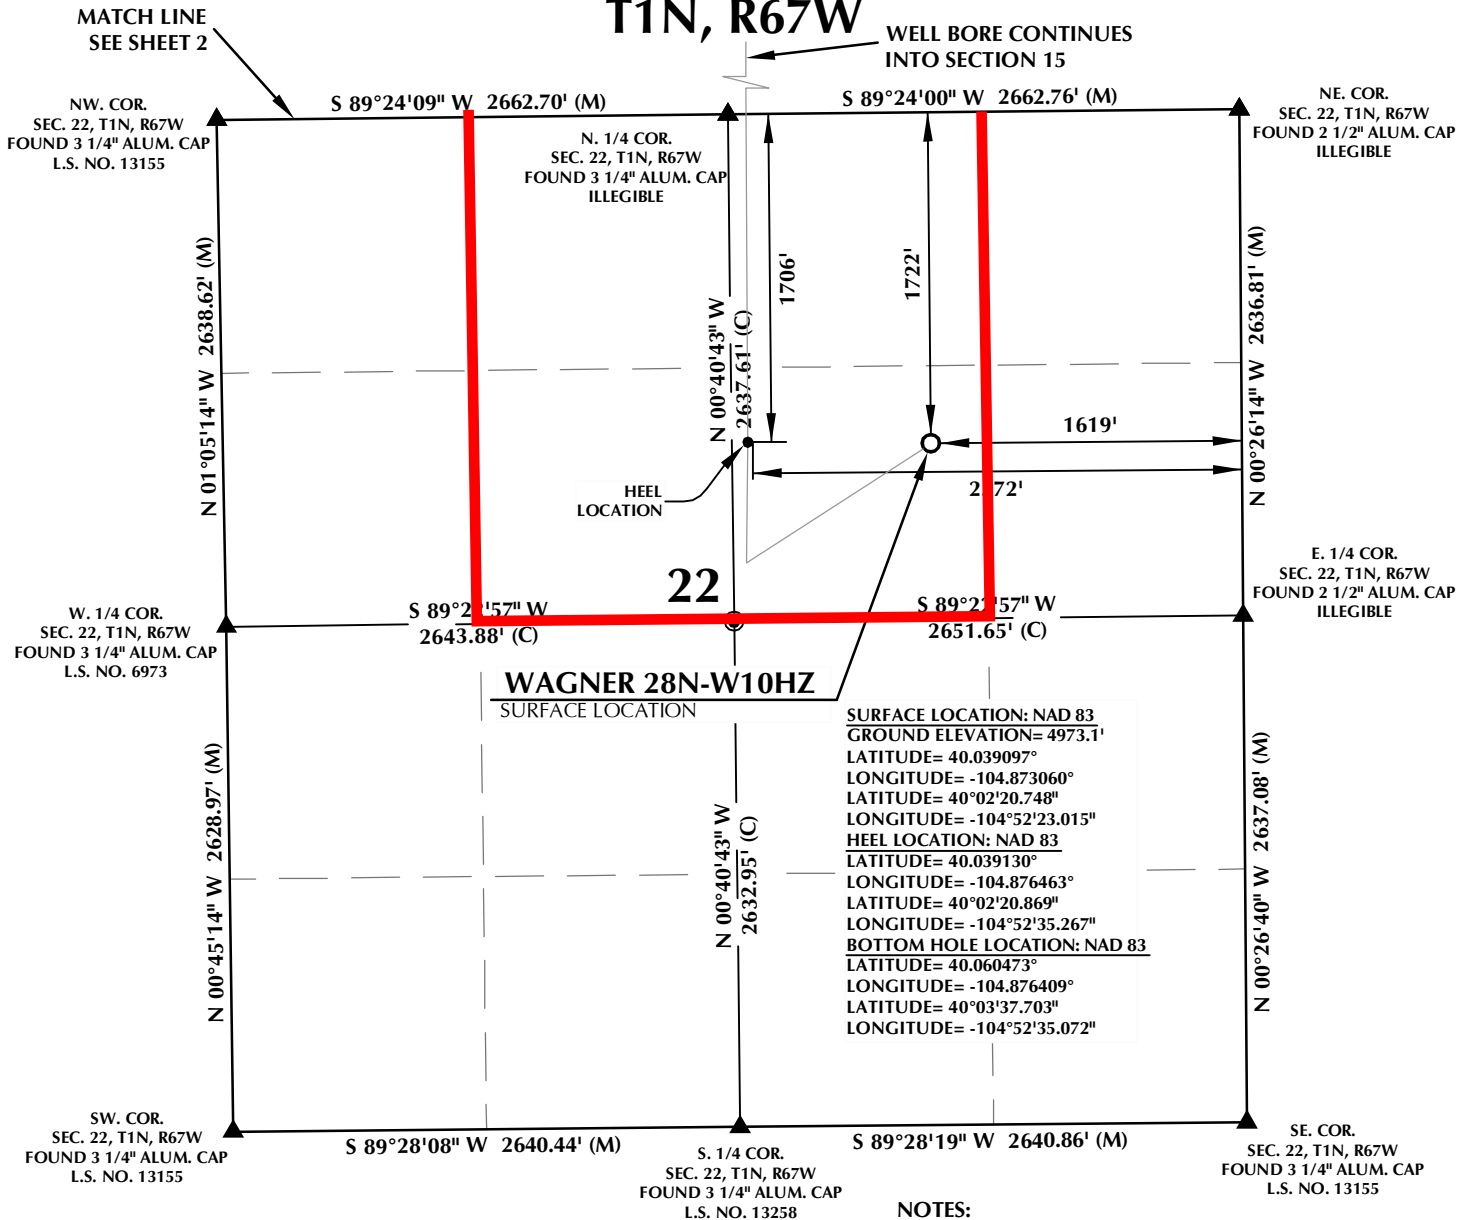 T1N, R67W
MATCH LINE
SEE SHEET 2
WELL BORE CONTINUES
INTO SECTION 15
NW. COR.
SEC. 22, T1N, R67W
FOUND 3 1/4" ALUM. CAP
L.S. NO. 13155
S 89°24'09" W 2662.70' (M)
N. 1/4 COR.
SEC. 22, T1N, R67W
FOUND 3 1/4" ALUM. CAP
ILLEGIBLE
S 89°24'00" W 2662.76' (M)
NE. COR.
SEC. 22, T1N, R67W
FOUND 2 1/2" ALUM. CAP
ILLEGIBLE
N 01°05'14" W 2638.62' (M)
N 00°40'43" W
2637.61' (C)
1706'
1722'
N 00°26'14" W 2636.81' (M)
1619'
HEEL
LOCATION
22
E. 1/4 COR.
SEC. 22, T1N, R67W
FOUND 2 1/2" ALUM. CAP
ILLEGIBLE
W. 1/4 COR.
SEC. 22, T1N, R67W
FOUND 3 1/4" ALUM. CAP
L.S. NO. 6973
2643.88' (C)
2651.65' (C)
WAGNER 28N-W10HZ
SURFACE LOCATION
SURFACE LOCATION: NAD 83
GROUND ELEVATION= 4973.1'
LATITUDE= 40.039097°
LONGITUDE= -104.873060°
LATITUDE= 40°02'20.748"
LONGITUDE= -104°52'23.015"
HEEL LOCATION: NAD 83
LATITUDE= 40.039130°
LONGITUDE= -104.876463°
LATITUDE= 40°02'20.869"
LONGITUDE= -104°52'35.267"
BOTTOM HOLE LOCATION: NAD 83
LATITUDE= 40.060473°
LONGITUDE= -104.876409°
LATITUDE= 40°03'37.703"
LONGITUDE= -104°52'35.072"
N 00°45'14" W 2628.97' (M)
N 00°40'43" W
2632.95' (C)
N 00°26'40" W 2637.08' (M)
SW. COR.
SEC. 22, T1N, R67W
FOUND 3 1/4" ALUM. CAP
L.S. NO. 13155
S 89°28'08" W 2640.44' (M)
S. 1/4 COR.
SEC. 22, T1N, R67W
FOUND 3 1/4" ALUM. CAP
L.S. NO. 13258
S 89°28'19" W 2640.86' (M)
SE. COR.
SEC. 22, T1N, R67W
FOUND 3 1/4" ALUM. CAP
L.S. NO. 13155
NOTES: